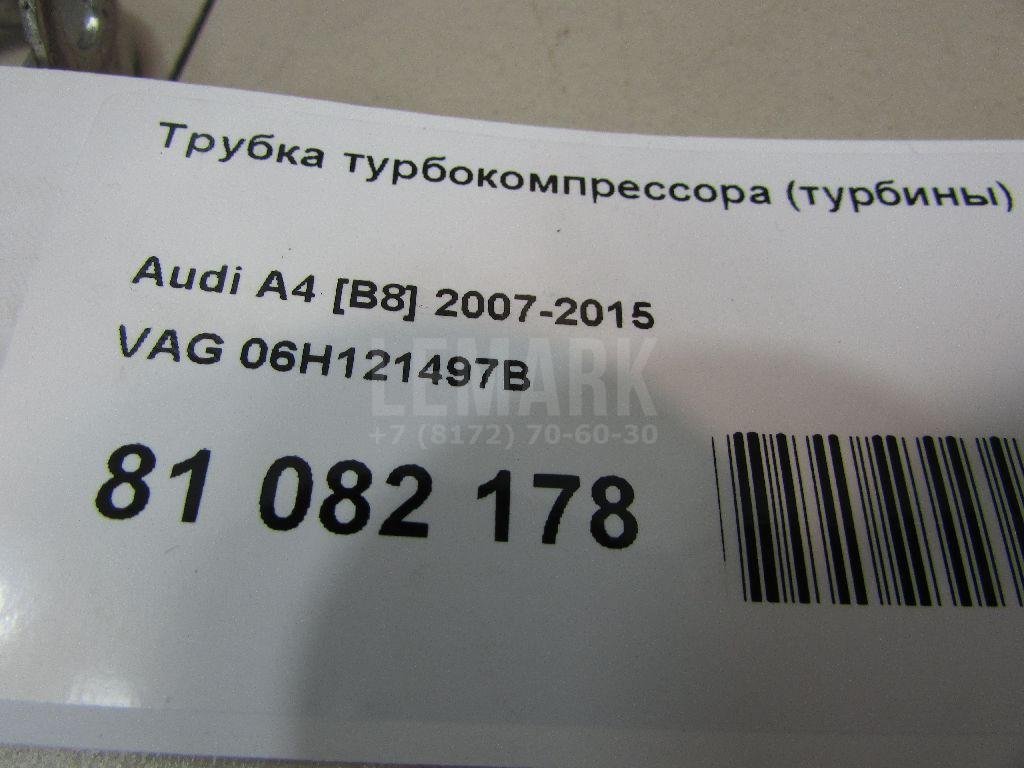 Трубка турбокомпрессора (турбины)
Audi A4 [B8] 2007-2015
VAG 06H121497B
LEMARK
+7 (8172) 70-60-30
81 082 178